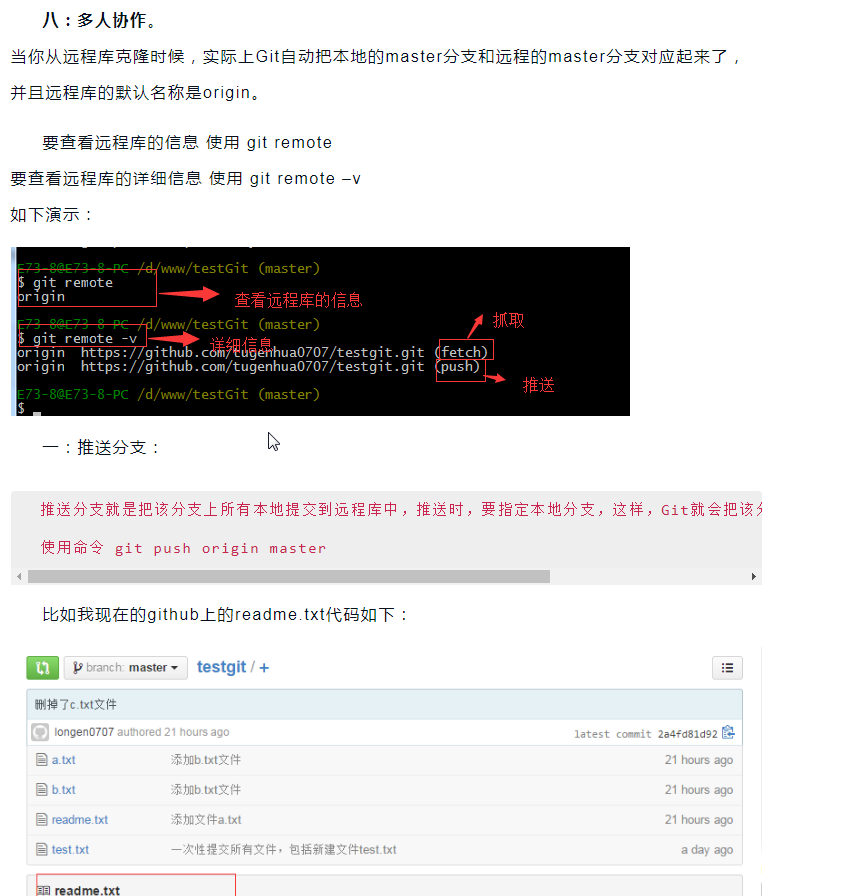 八：多人协作。
当你从远程库克隆时候，实际上Git自动把本地的master分支和远程的master分支对应起来了，
并且远程库的默认名称是origin。
要查看远程库的信息 使用 git remote
要查看远程库的详细信息 使用 git remote –v
如下演示：
E73-8@E73-8-PC /d/www/testGit (master)
$ git remote
origin
查看远程库的信息
E73-8@E73-8-PC /d/www/testGit (master)
抓取
$ git remote -v
详细信息
origin https://github.com/tugenhua0707/testgit.git (fetch)
origin https://github.com/tugenhua0707/testgit.git (push)
推送
E73-8@E73-8-PC /d/www/testGit (master)
$
一：推送分支：
推送分支就是把该分支上所有本地提交到远程库中，推送时，要指定本地分支，这样，Git就会把该
使用命令 git push origin master
比如我现在的github上的readme.txt代码如下：
branch: master testgit / +
删掉了c.txt文件
longen0707 authored 21 hours ago latest commit 2a4fd81d92
a.txt 添加b.txt文件 21 hours ago
b.txt 添加b.txt文件 21 hours ago
readme.txt 添加文件a.txt 21 hours ago
test.txt 一次性提交所有文件，包括新建文件test.txt a day ago
readme.txt